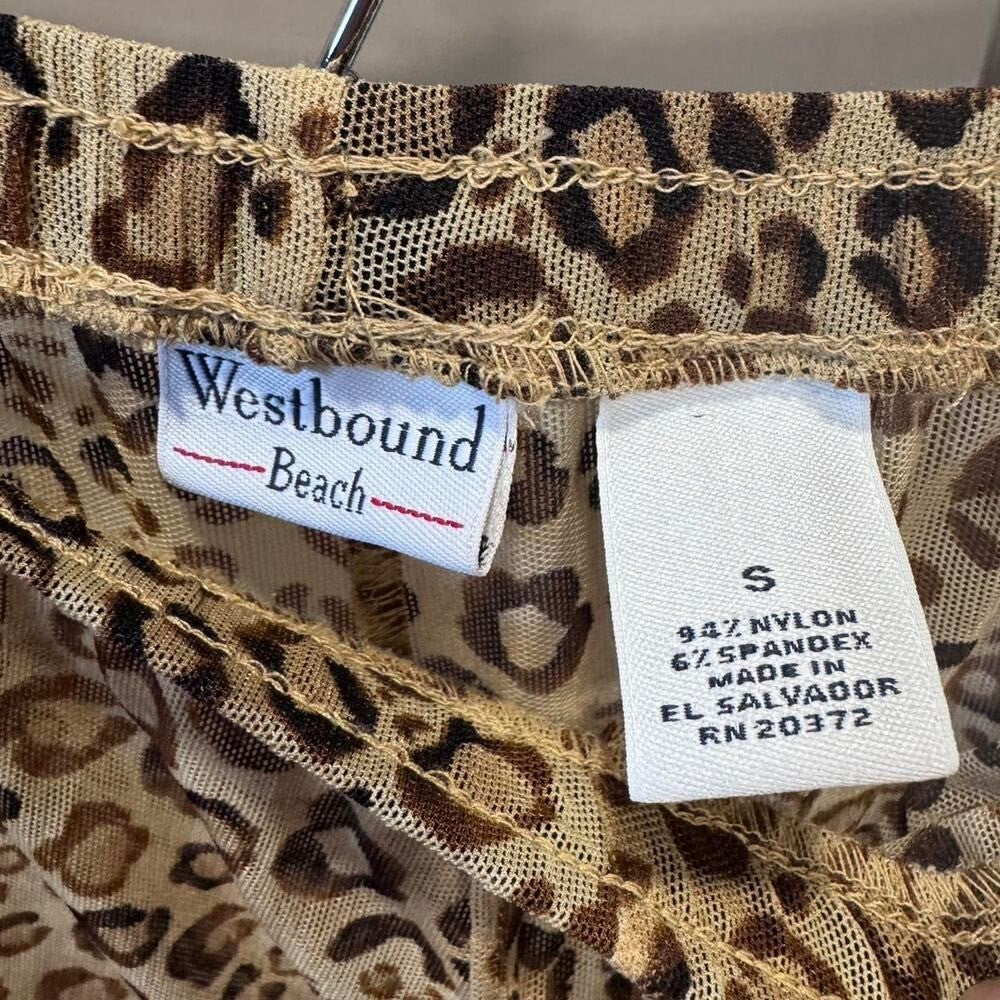 Westbound
Beach
S
94% NYLON
6% SPANDEX
MADE IN
EL SALVADOR
RN 20372